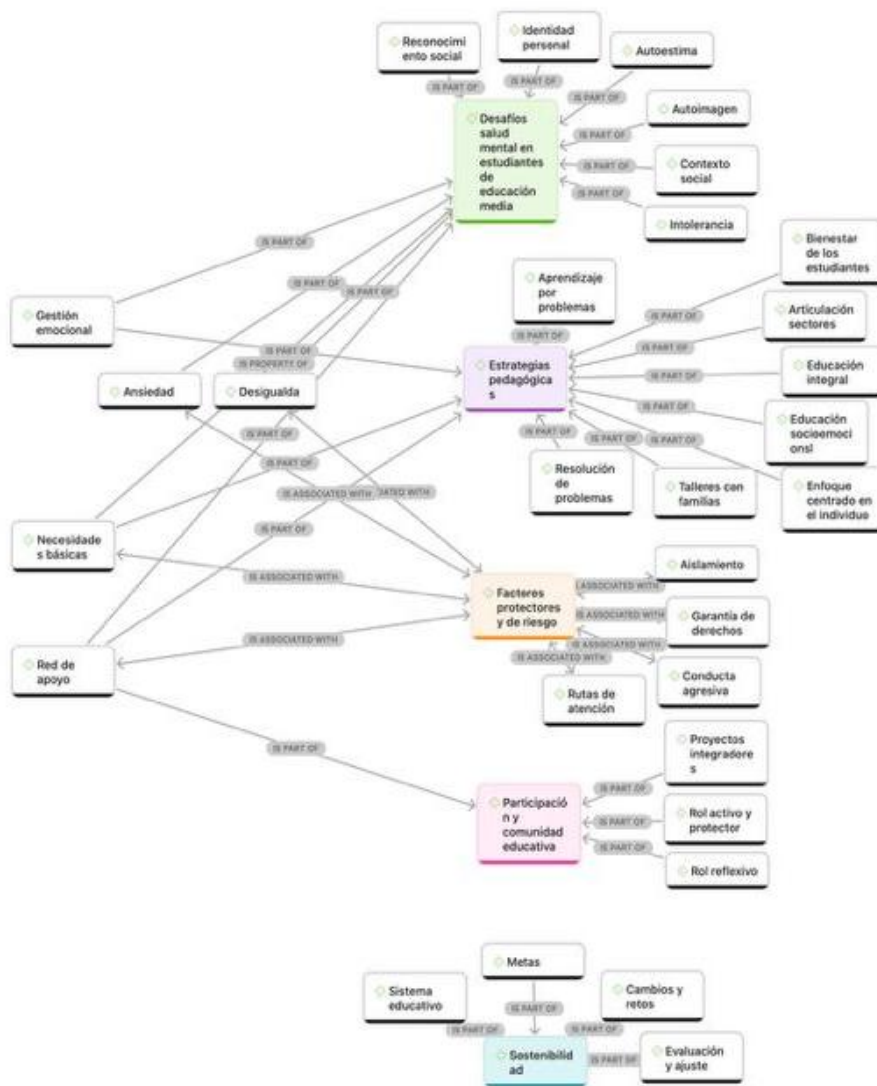 Reconocimi
ento social
Identidad
personal
Autoestima
IS PART OF
IS PART OF
IS PART OF
Desafíos
salud
mental en
estudiantes
de
educación
media
Autoimagen
IS PART OF
Contexto
social
IS PART OF
IS PART OF
Intolerancia
IS PART OF
Bienestar
de los
estudiantes
IS PART OF
IS PART OF
Aprendizaje
por
problemas
Gestión
emocional
IS PART OF
Articulación
sectores
IS PART OF
IS PART OF
IS PART OF
IS PROPERTY OF
Estrategias
pedagógica
s
IS PART OF
Educación
integral
Ansiedad
Desigualda
IS PART OF
IS PART OF
Educación
socioemoci
onsl
IS PART OF
IS PART OF
IS PART OF
IS PART OF
Resolución
de
problemas
Talleres con
familias
Enfoque
centrado en
el individuo
IS ASSOCIATED WITH
ATED WITH
IS PART OF
Necesidade
s básicas
Aislamiento
IS ASSOCIATED WITH
ASSOCIATED WITH
Factores
protectores
y de riesgo
IS ASSOCIATED WITH
Garantía de
derechos
IS ASSOCIATED WITH
IS ASSOCIATED WITH
IS ASSOCIATED WITH
Red de
apoyo
Conducta
agresiva
Rutas de
atención
IS PART OF
Proyectos
integradore
s
IS PART OF
Participació
n y
comunidad
educativa
IS PART OF
Rol activo y
protector
IS PART OF
Rol reflexivo
Metas
Sistema
educativo
Cambios y
retos
IS PART OF
IS PART OF
IS PART OF
Sostenibilid
ad
IS PART OF
Evaluación
y ajuste